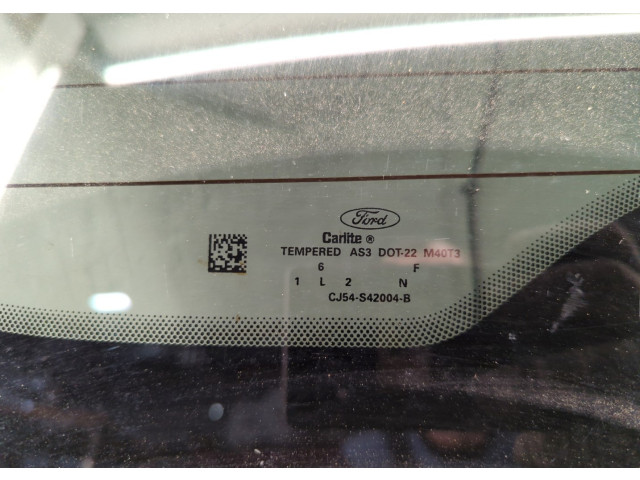 Ford
Carlite ®
TEMPERED AS3 DOT-22 M40T3
6 F
1 L 2 N
CJ54-S42004-B